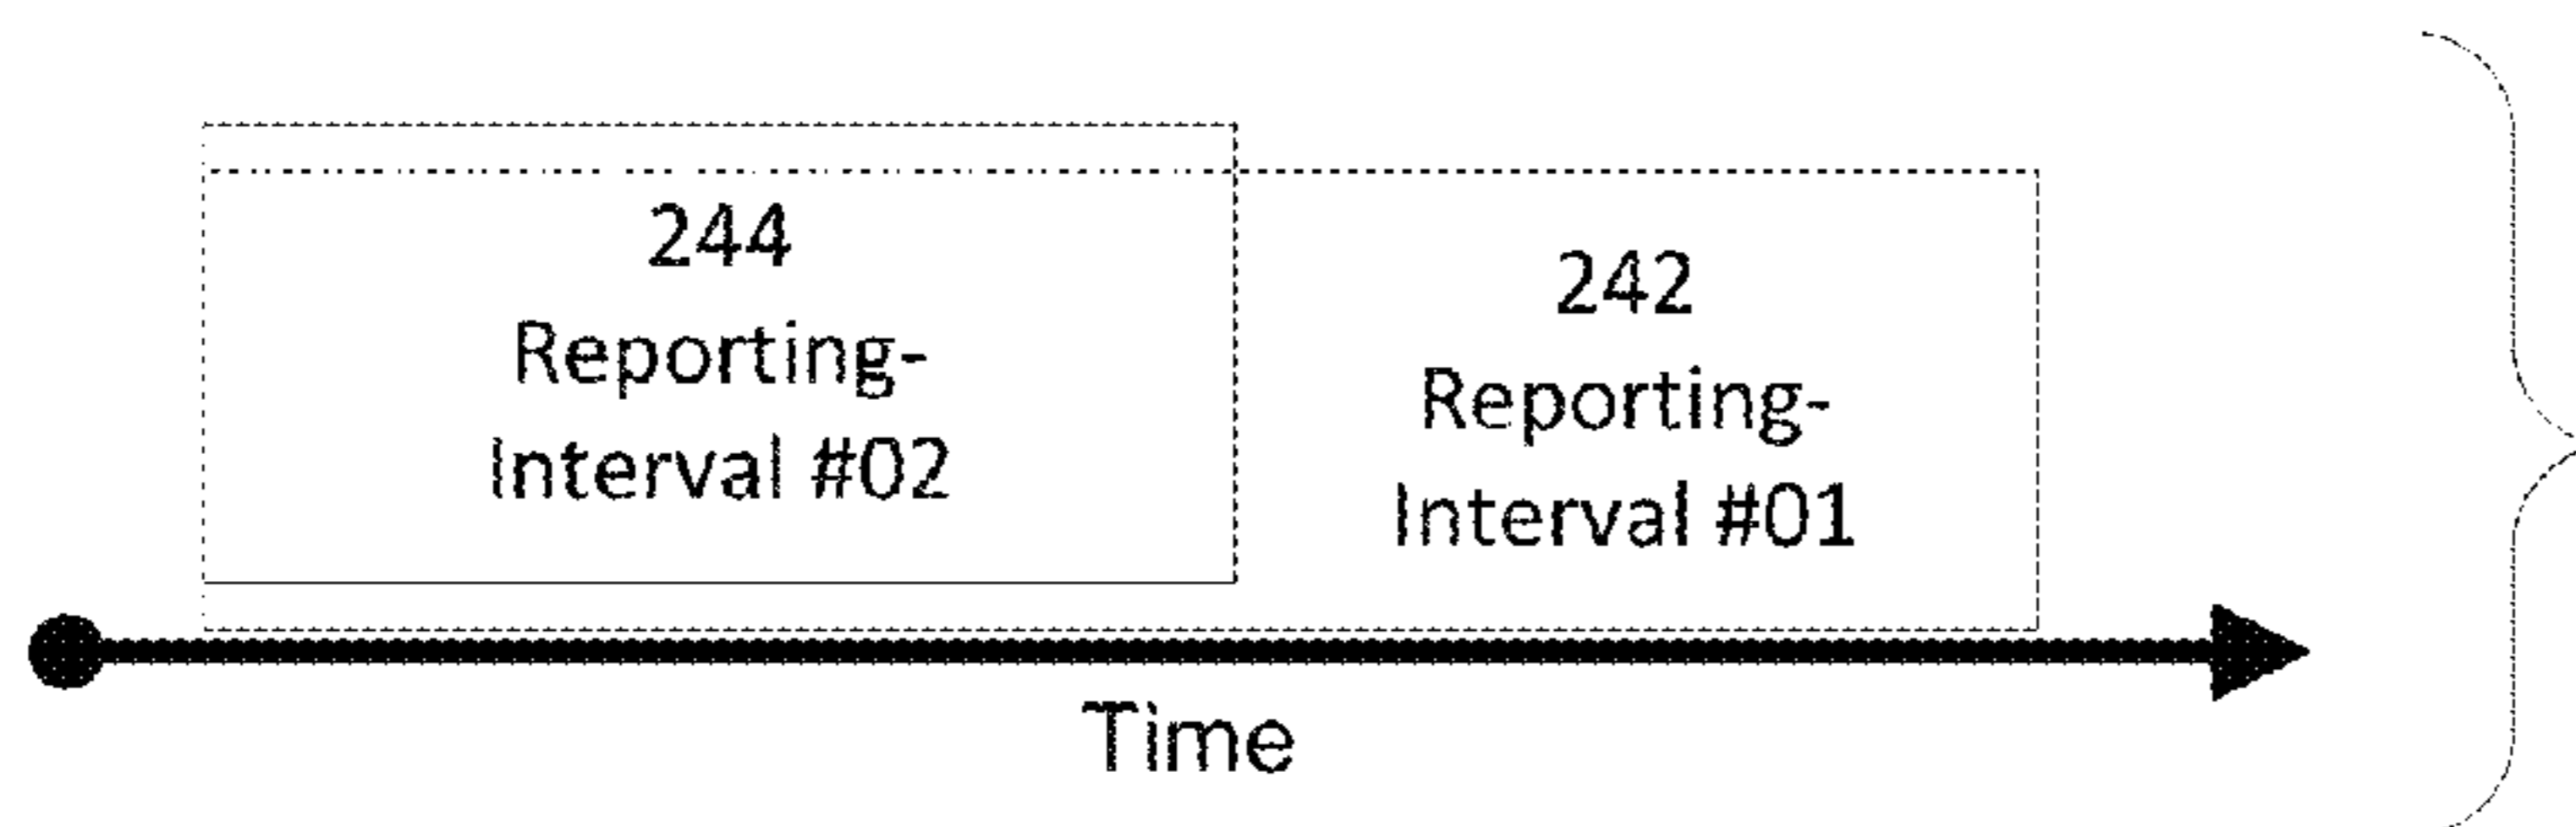 244
Reporting-
Interval #02
242
Reporting-
Interval #01
Time